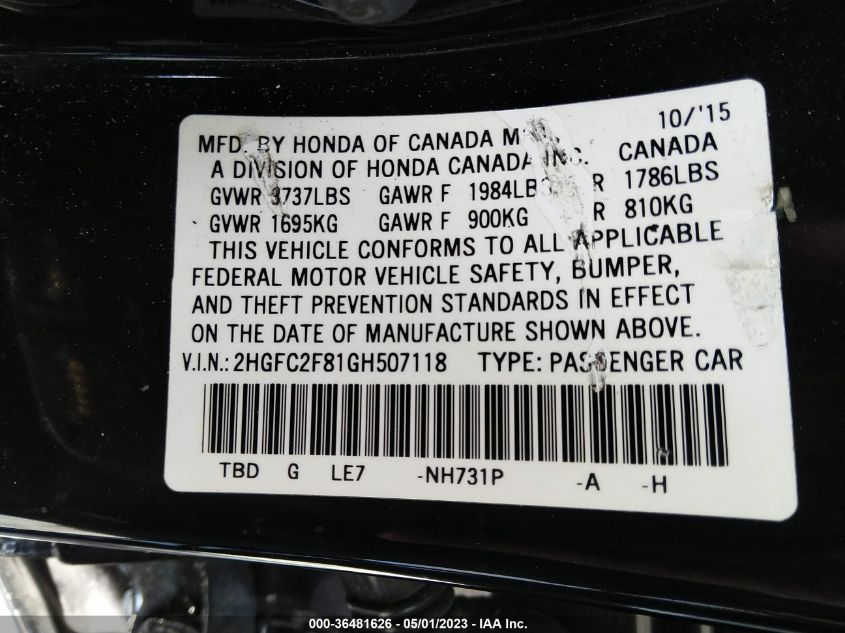 10/'15
MFD. BY HONDA OF CANADA
A DIVISION OF HONDA CANADA INC. CANADA
GVWR 3737LBS GAWR F 1984LBS R 1786LBS
GVWR 1695KG GAWR F 900KG R 810KG
THIS VEHICLE CONFORMS TO ALL APPLICABLE
FEDERAL MOTOR VEHICLE SAFETY, BUMPER,
AND THEFT PREVENTION STANDARDS IN EFFECT
ON THE DATE OF MANUFACTURE SHOWN ABOVE.
V.I.N.: 2HGFC2F81GH507118 TYPE: PASSENGER CAR
TBD G LE7 -NH731P -A -H
000-36481626 - 05/01/2023 - IAA Inc.